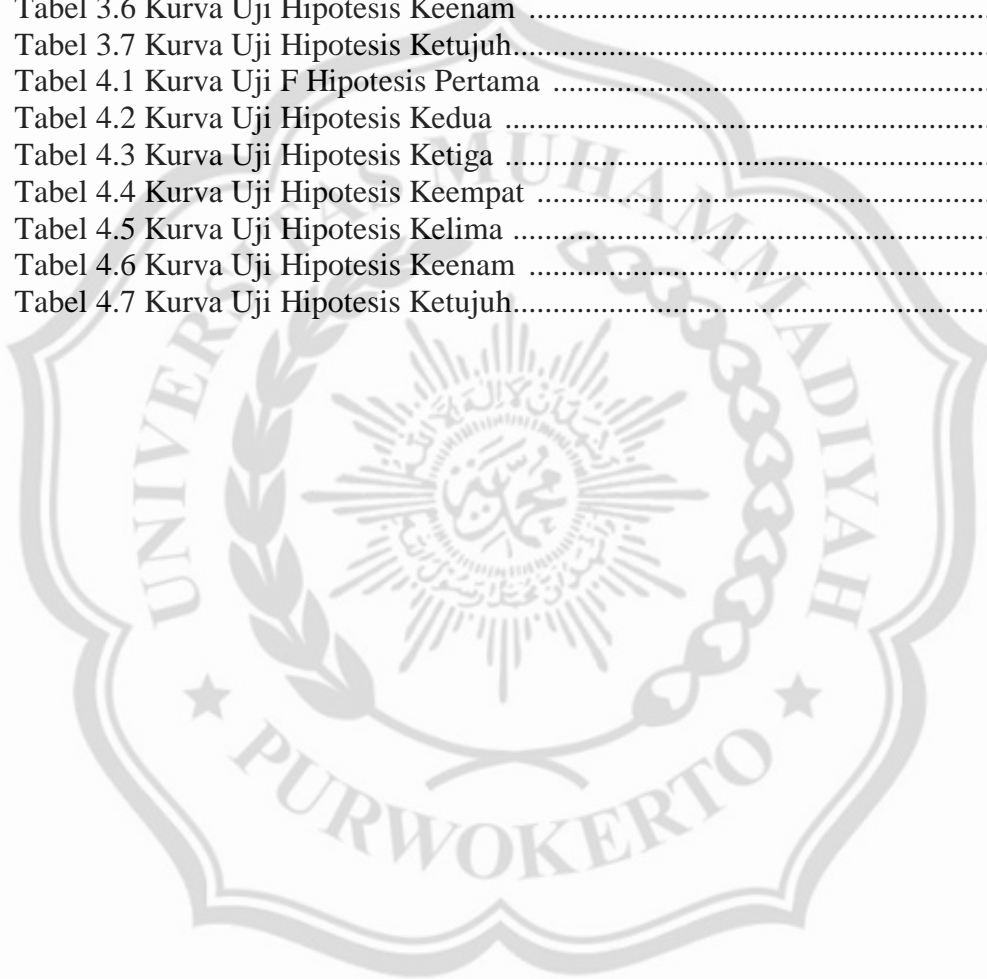 Tabel 3.6 Kurva Uji Hipotesis Keenam ............................................................
Tabel 3.7 Kurva Uji Hipotesis Ketujuh............................................................
Tabel 4.1 Kurva Uji F Hipotesis Pertama .......................................................
Tabel 4.2 Kurva Uji Hipotesis Kedua .............................................................
Tabel 4.3 Kurva Uji Hipotesis Ketiga .............................................................
Tabel 4.4 Kurva Uji Hipotesis Keempat .........................................................
Tabel 4.5 Kurva Uji Hipotesis Kelima ............................................................
Tabel 4.6 Kurva Uji Hipotesis Keenam ..........................................................
Tabel 4.7 Kurva Uji Hipotesis Ketujuh............................................................
UNIVERSITAS MUHAMMADIYAH
PURWOKERTO